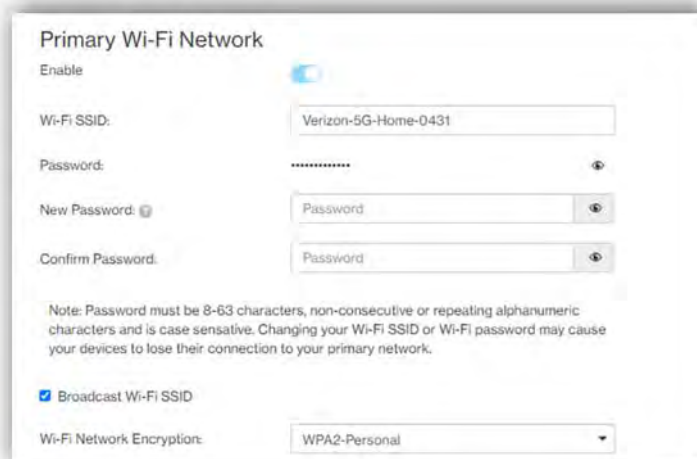 Primary Wi-Fi Network
Enable
Wi-Fi SSID: Verizon-5G-Home-0431
Password: •••••••••••••
New Password: Password
Confirm Password: Password
Note: Password must be 8-63 characters, non-consecutive or repeating alphanumeric
characters and is case sensative. Changing your Wi-Fi SSID or Wi-Fi password may cause
your devices to lose their connection to your primary network.
Broadcast Wi-Fi SSID
Wi-Fi Network Encryption: WPA2-Personal